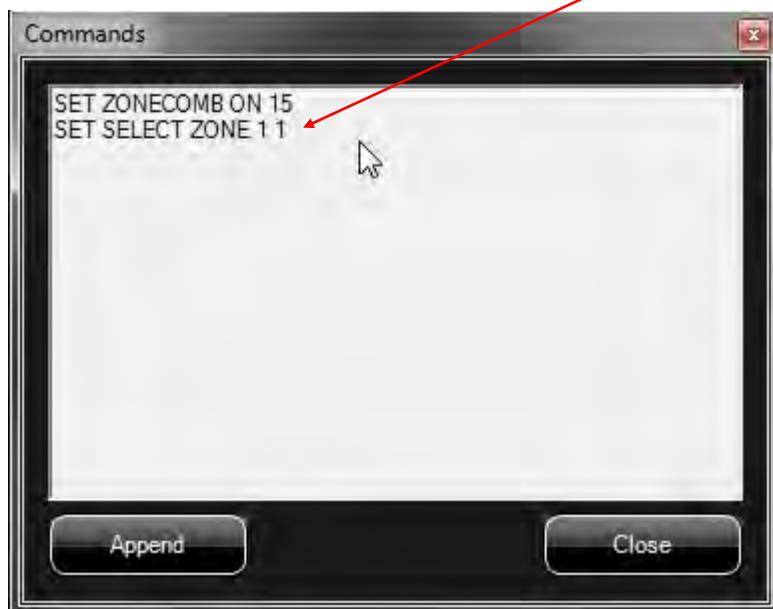 Commands
SET ZONECOMB ON 15
SET SELECT ZONE 1 1
Append
Close